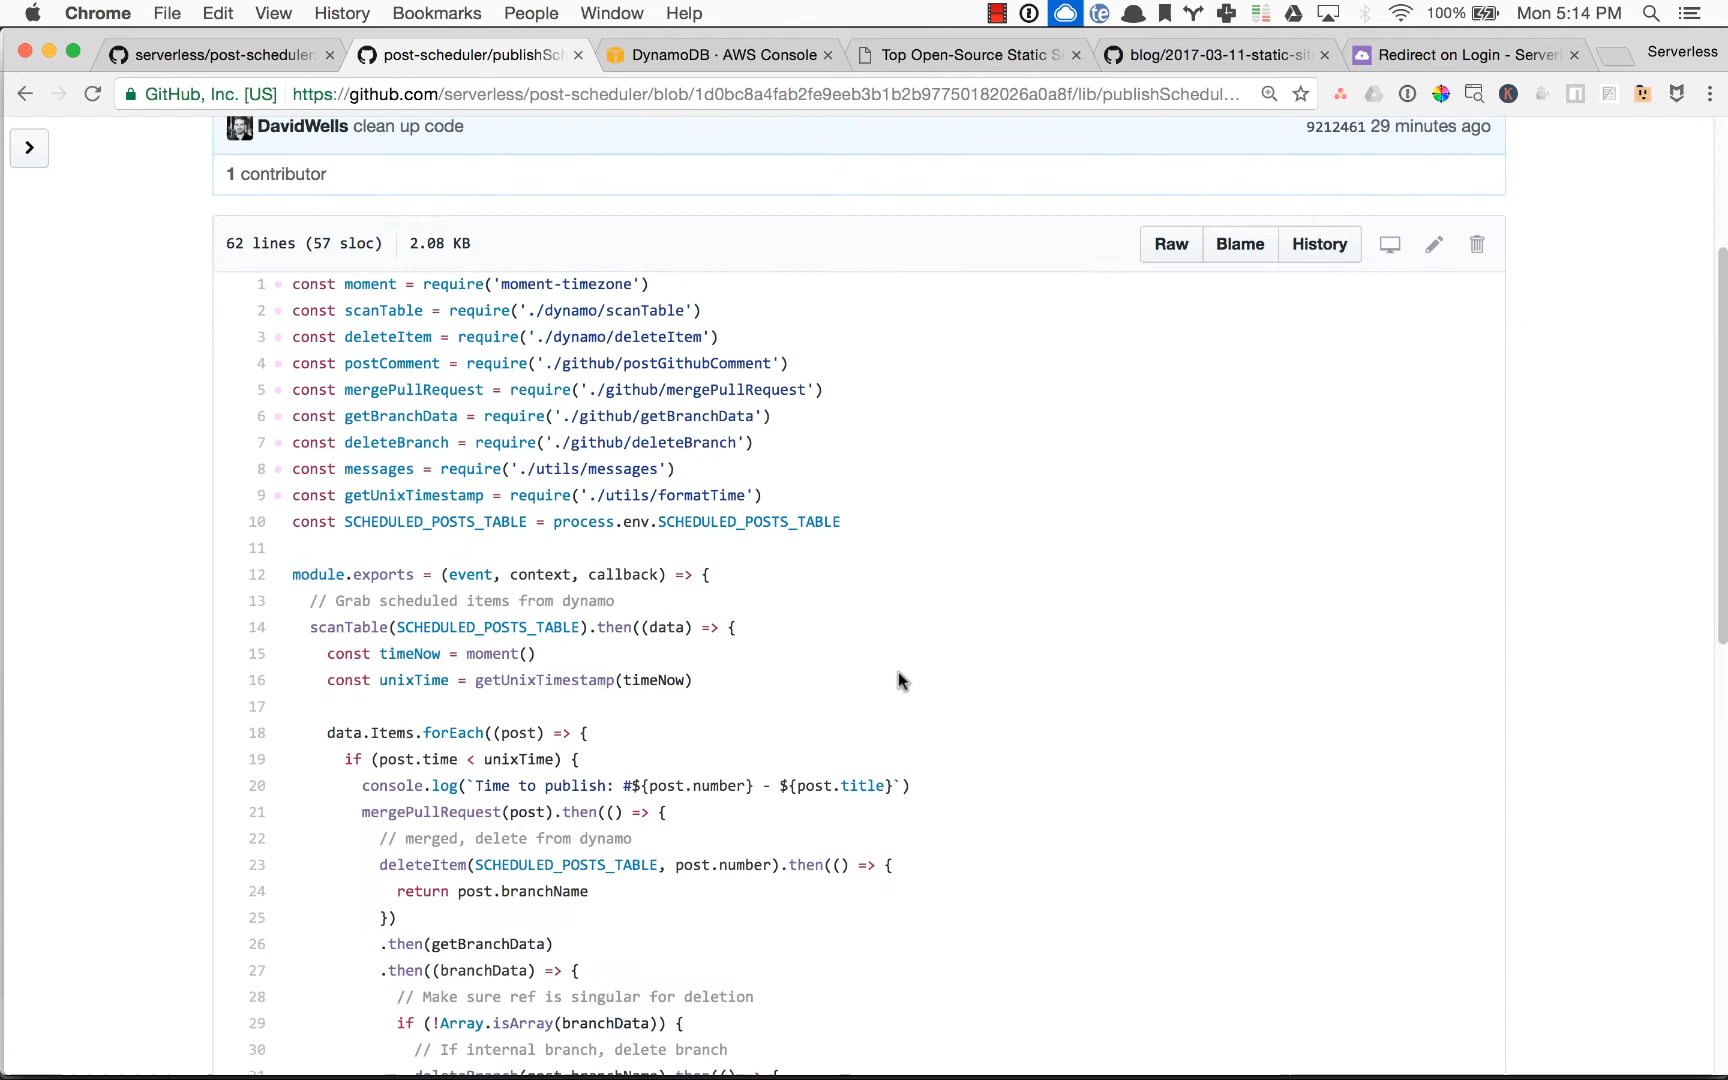 Chrome File Edit View History Bookmarks People Window Help 100% Mon 5:14 PM
serverless/post-scheduler: post-scheduler/publishSch DynamoDB · AWS Console Top Open-Source Static S blog/2017-03-11-static-sit Redirect on Login - Server Serverless
GitHub, Inc. [US] https://github.com/serverless/post-scheduler/blob/1d0bc8a4fab2fe9eeb3b1b2b97750182026a0a8f/lib/publishSchedul...
DavidWells clean up code 9212461 29 minutes ago
1 contributor
62 lines (57 sloc) 2.08 KB Raw Blame History
1 const moment = require('moment-timezone')
2 const scanTable = require('./dynamo/scanTable')
3 const deleteItem = require('./dynamo/deleteItem')
4 const postComment = require('./github/postGithubComment')
5 const mergePullRequest = require('./github/mergePullRequest')
6 const getBranchData = require('./github/getBranchData')
7 const deleteBranch = require('./github/deleteBranch')
8 const messages = require('./utils/messages')
9 const getUnixTimestamp = require('./utils/formatTime')
10 const SCHEDULED_POSTS_TABLE = process.env.SCHEDULED_POSTS_TABLE
11
12 module.exports = (event, context, callback) => {
13 // Grab scheduled items from dynamo
14 scanTable(SCHEDULED_POSTS_TABLE).then((data) => {
15 const timeNow = moment()
16 const unixTime = getUnixTimestamp(timeNow)
17
18 data.Items.forEach((post) => {
19 if (post.time < unixTime) {
20 console.log(`Time to publish: #${post.number} - ${post.title}`)
21 mergePullRequest(post).then(() => {
22 // merged, delete from dynamo
23 deleteItem(SCHEDULED_POSTS_TABLE, post.number).then(() => {
24 return post.branchName
25 })
26 .then(getBranchData)
27 .then((branchData) => {
28 // Make sure ref is singular for deletion
29 if (!Array.isArray(branchData)) {
30 // If internal branch, delete branch
31 deleteBranch(post.branchName).then(() => {